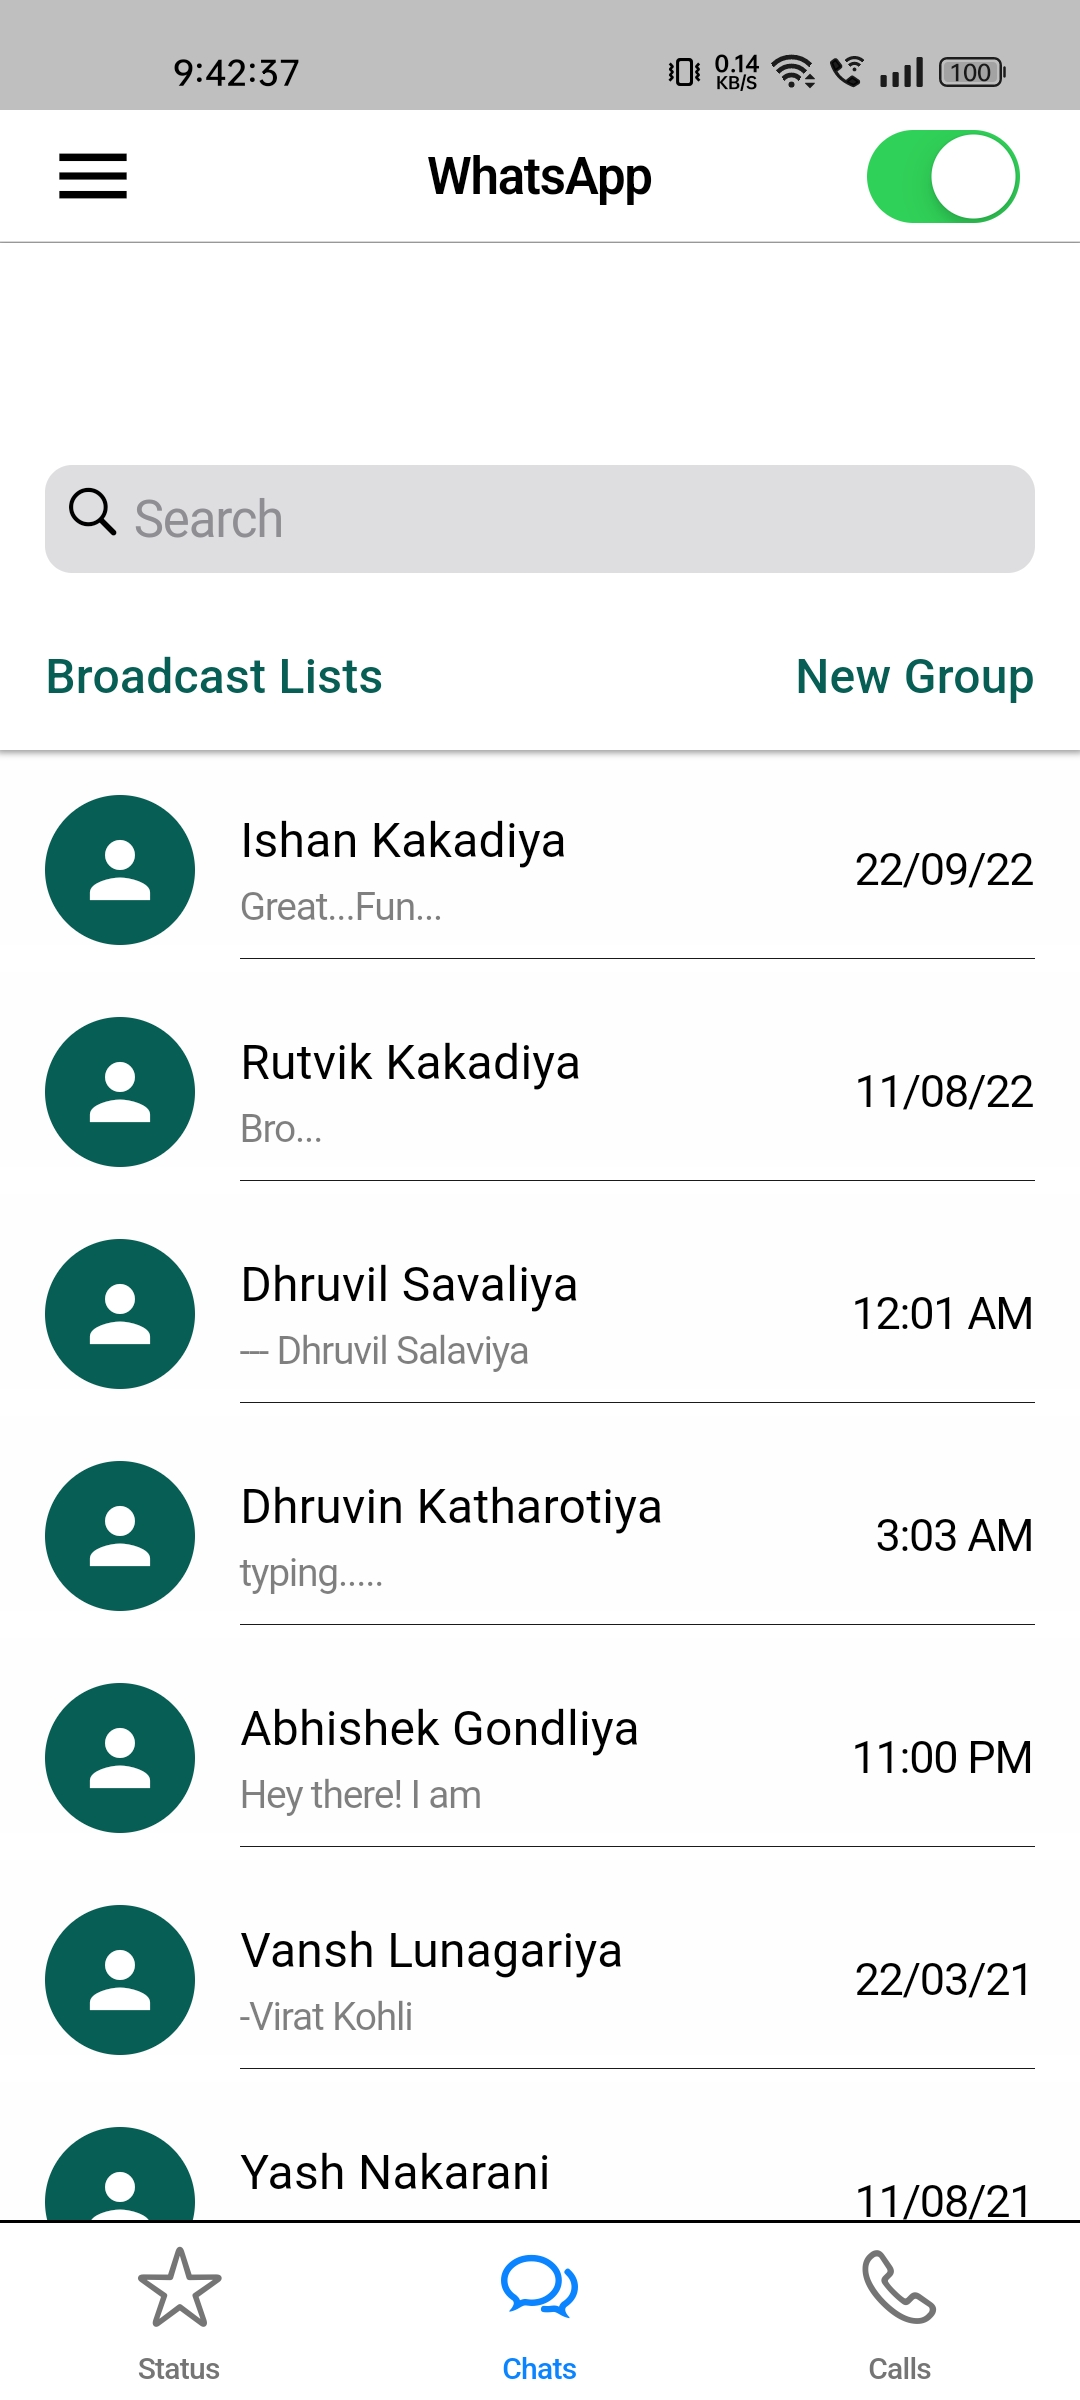 9:42:37
0.14
KB/S
100
WhatsApp
Search
Broadcast Lists
New Group
Ishan Kakadiya
22/09/22
Great...Fun...
Rutvik Kakadiya
11/08/22
Bro...
Dhruvil Savaliya
12:01 AM
--- Dhruvil Salaviya
Dhruvin Katharotiya
3:03 AM
typing.....
Abhishek Gondliya
11:00 PM
Hey there! I am
Vansh Lunagariya
22/03/21
-Virat Kohli
Yash Nakarani
11/08/21
Status
Chats
Calls